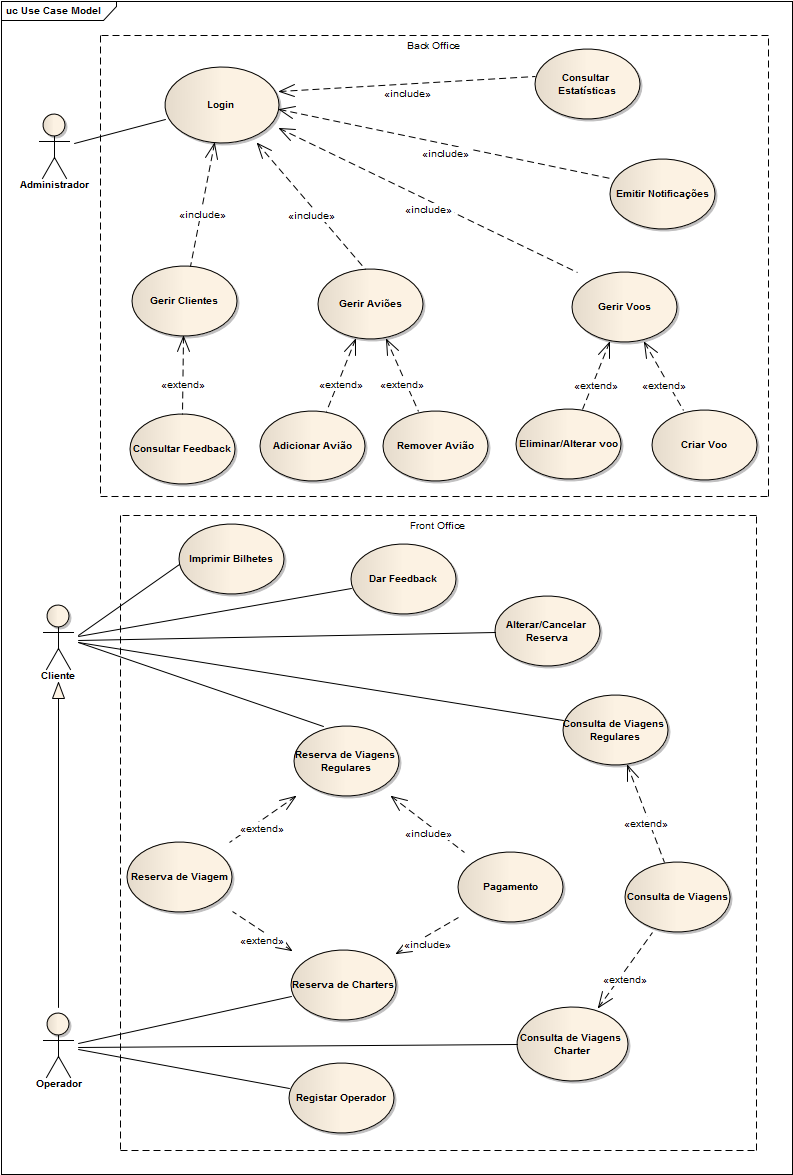 uc Use Case Model
Back Office
Login
Consultar
Estatísticas
«include»
«include»
Emitir Notificações
Administrador
«include»
«include»
«include»
Gerir Clientes
Gerir Aviões
Gerir Voos
«extend»
«extend»
«extend»
«extend»
«extend»
Consultar Feedback
Adicionar Avião
Remover Avião
Eliminar/Alterar voo
Criar Voo
Front Office
Imprimir Bilhetes
Dar Feedback
Alterar/Cancelar
Reserva
Cliente
Consulta de Viagens
Regulares
Reserva de Viagens
Regulares
«extend»
«include»
«extend»
Reserva de Viagem
Pagamento
Consulta de Viagens
«extend»
«include»
«extend»
Reserva de Charters
Consulta de Viagens
Charter
Operador
Registar Operador